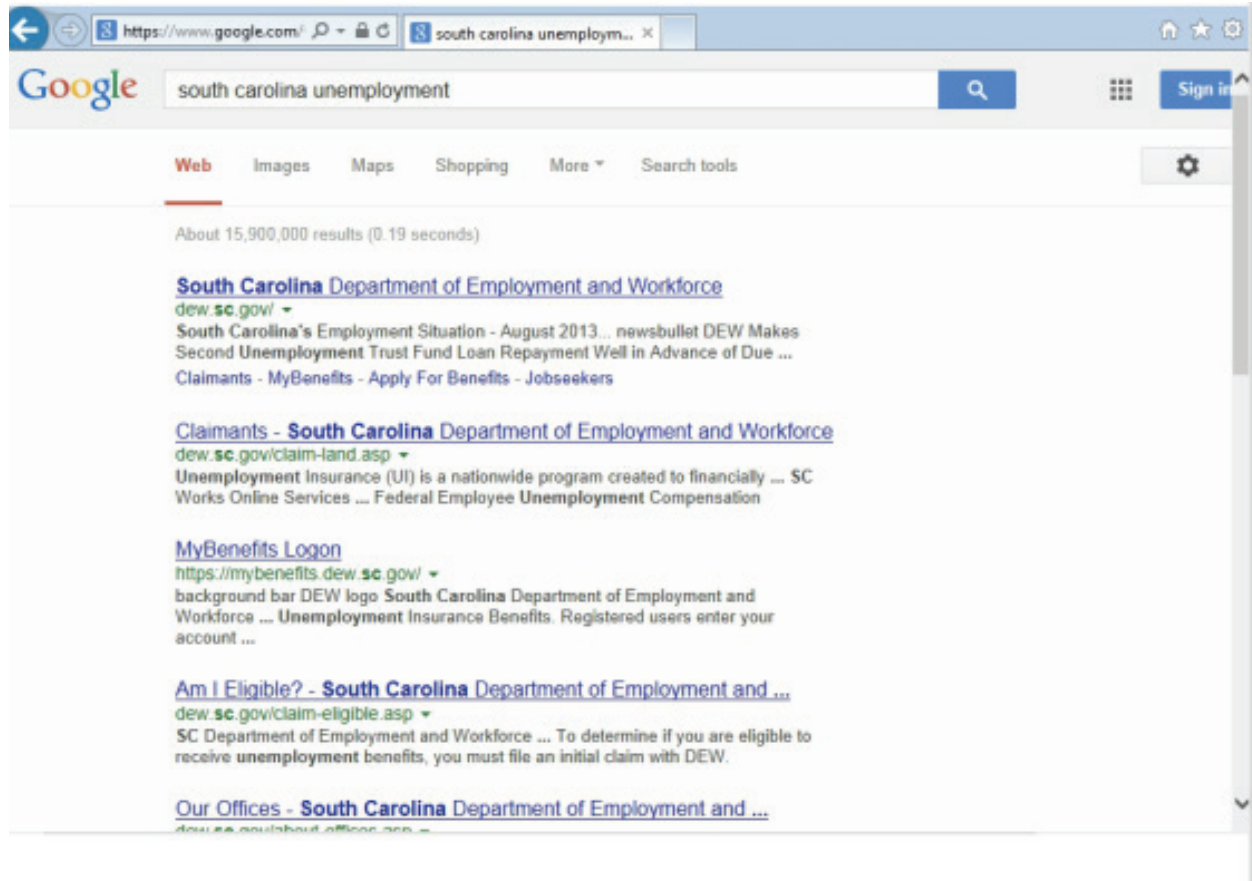 https://www.google.com/
south carolina unemploym...
Google
south carolina unemployment
Sign in
Web Images Maps Shopping More Search tools
About 15,900,000 results (0.19 seconds)
South Carolina Department of Employment and Workforce
dew.sc.gov/
South Carolina's Employment Situation - August 2013... newsbullet DEW Makes
Second Unemployment Trust Fund Loan Repayment Well in Advance of Due ...
Claimants - MyBenefits - Apply For Benefits - Jobseekers
Claimants - South Carolina Department of Employment and Workforce
dew.sc.gov/claim-land.asp
Unemployment Insurance (UI) is a nationwide program created to financially ... SC
Works Online Services ... Federal Employee Unemployment Compensation
MyBenefits Logon
https://mybenefits.dew.sc.gov/
background bar DEW logo South Carolina Department of Employment and
Workforce ... Unemployment Insurance Benefits. Registered users enter your
account ...
Am I Eligible? - South Carolina Department of Employment and ...
dew.sc.gov/claim-eligible.asp
SC Department of Employment and Workforce ... To determine if you are eligible to
receive unemployment benefits, you must file an initial claim with DEW.
Our Offices - South Carolina Department of Employment and ...
dew.sc.gov/about-offices.asp